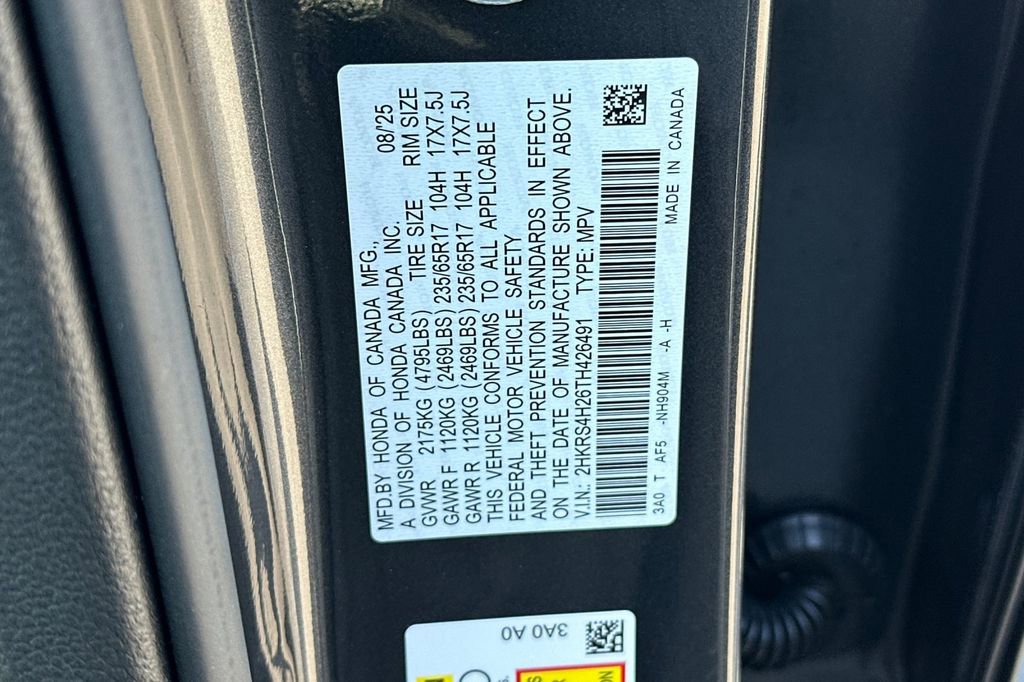 MFD.BY HONDA OF CANADA MFG., 08/25
A DIVISION OF HONDA CANADA INC.
GVWR 2175KG (4795LBS) TIRE SIZE RIM SIZE
GAWR F 1120KG (2469LBS) 235/65R17 104H 17X7.5J
GAWR R 1120KG (2469LBS) 235/65R17 104H 17X7.5J
THIS VEHICLE CONFORMS TO ALL APPLICABLE
FEDERAL MOTOR VEHICLE SAFETY
AND THEFT PREVENTION STANDARDS IN EFFECT
ON THE DATE OF MANUFACTURE SHOWN ABOVE.
V.I.N.: 2HKRS4H26TH426491 TYPE: MPV
3A0 T AF5 -NH904M -A -H MADE IN CANADA
3A0 A0